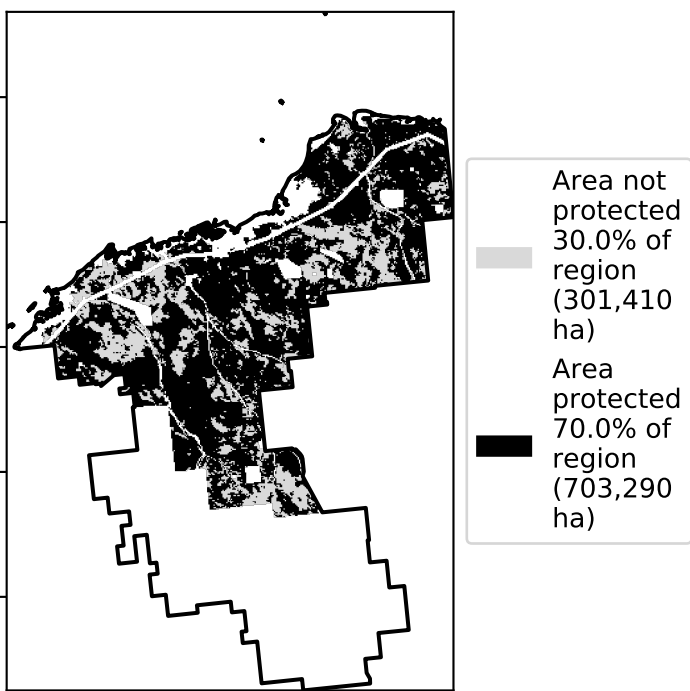 Area not
protected
30.0% of
region
(301,410
ha)
Area
protected
70.0% of
region
(703,290
ha)